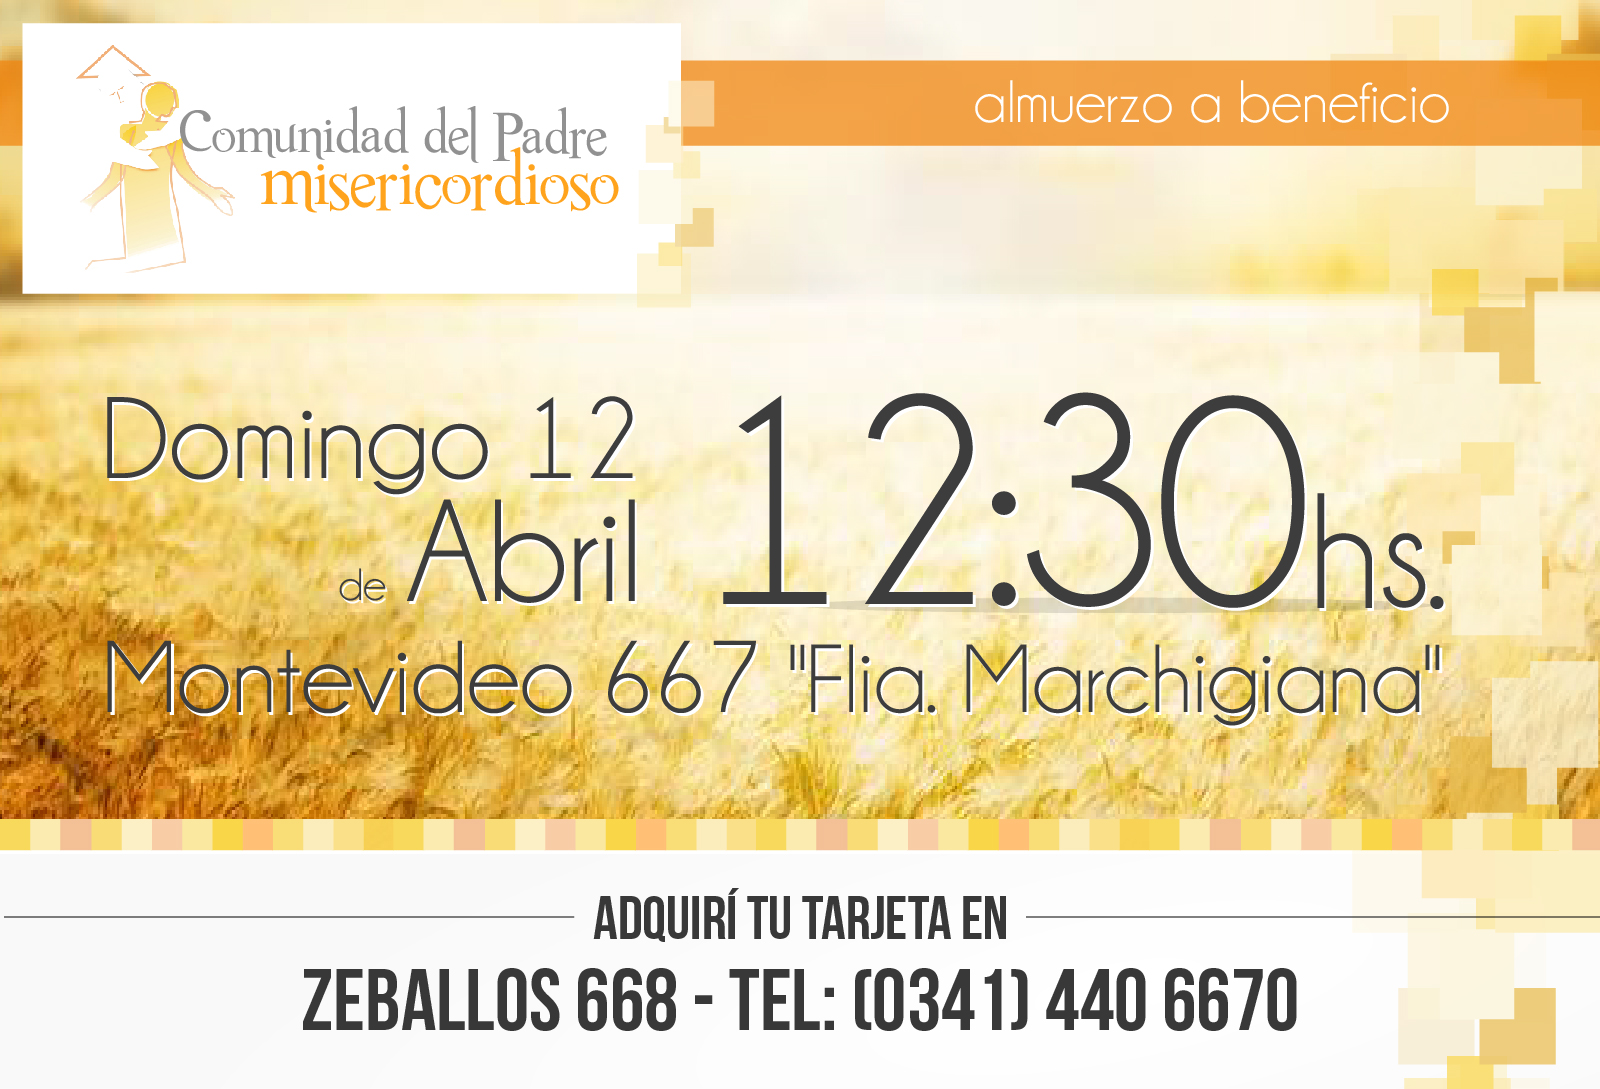 Comunidad del Padre
misericordioso
almuerzo a beneficio
Domingo 12
de Abril
12:30hs.
Montevideo 667 "Flia. Marchigiana"
ADQUIRÍ TU TARJETA EN
ZEBALLOS 668 - TEL: (0341) 440 6670